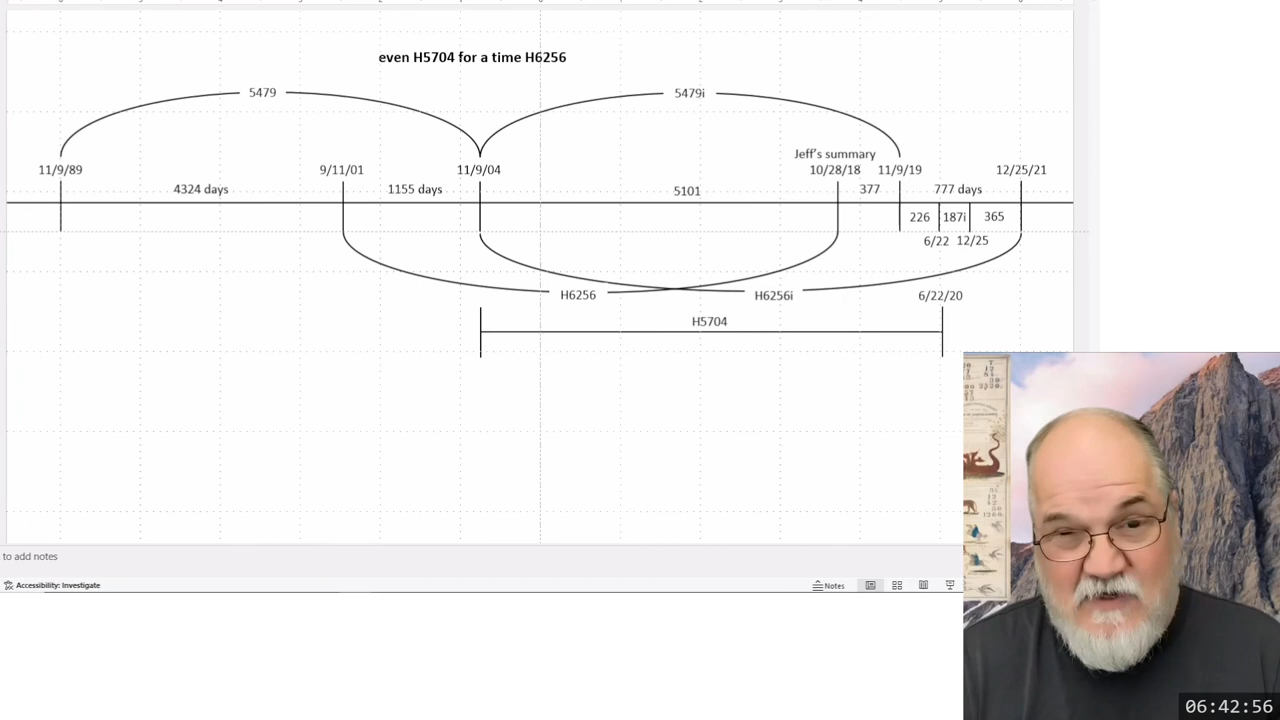 even H5704 for a time H6256
5479
5479i
Jeff's summary
11/9/89
9/11/01
11/9/04
10/28/18
11/9/19
12/25/21
4324 days
1155 days
5101
377
777 days
226
187i
365
6/22
12/25
H6256
H6256i
6/22/20
H5704
to add notes
Accessibility: Investigate
Notes
06:42:56